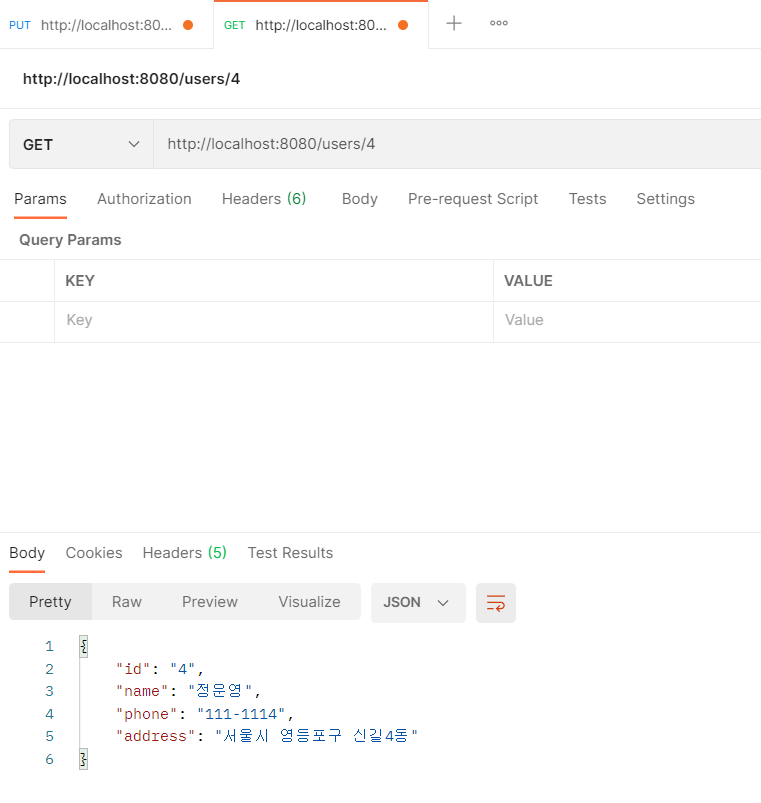 PUT http://localhost:80... GET http://localhost:80...
http://localhost:8080/users/4
GET http://localhost:8080/users/4
Params Authorization Headers (6) Body Pre-request Script Tests Settings
Query Params
KEY VALUE
Key Value
Body Cookies Headers (5) Test Results
Pretty Raw Preview Visualize JSON
1 {
2 "id": "4",
3 "name": "정운영",
4 "phone": "111-1114",
5 "address": "서울시 영등포구 신길4동"
6 }